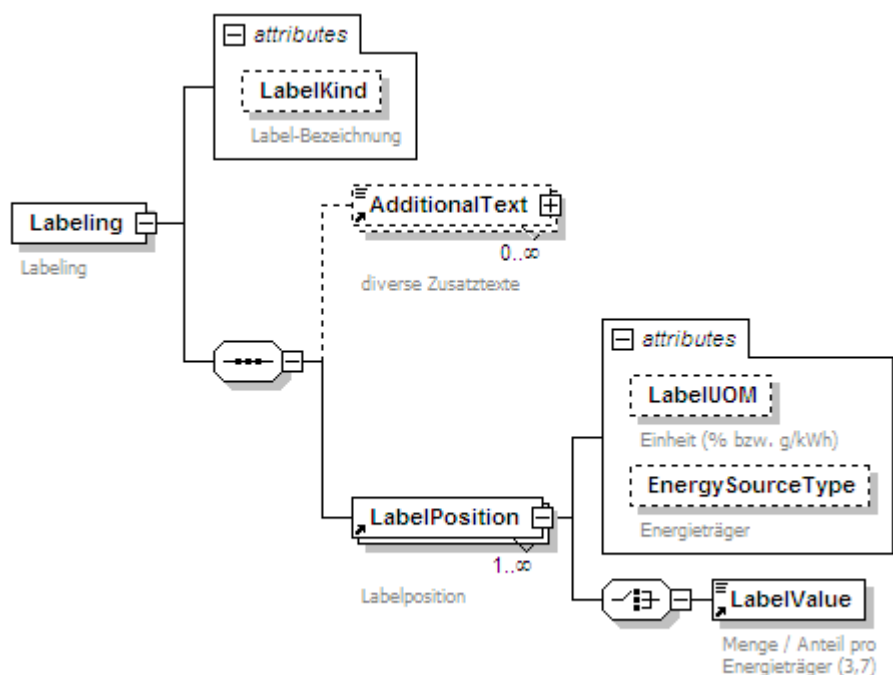 attributes
LabelKind
Label-Bezeichnung
Labeling
Labeling
AdditionalText
0..∞
diverse Zusatztexte
attributes
LabelUOM
Einheit (% bzw. g/kWh)
EnergySourceType
Energieträger
LabelPosition
1..∞
Labelposition
LabelValue
Menge / Anteil pro
Energieträger (3,7)